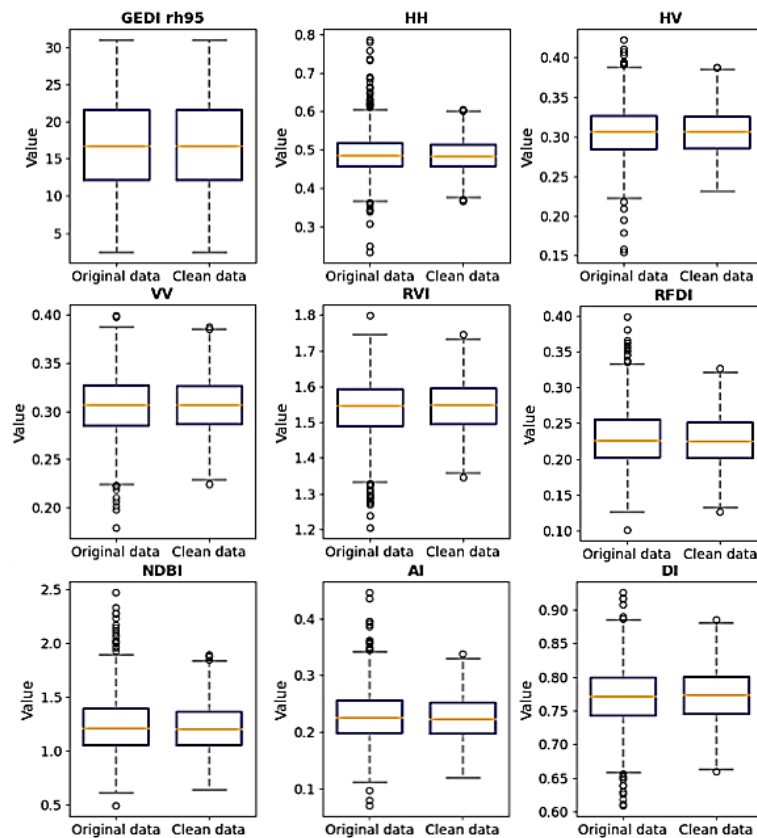 GEDI rh95
HH
HV
Value
30
25
20
15
10
5
Original data
Clean data
0.8
0.7
0.6
0.5
0.4
0.3
Original data
Clean data
Value
0.40
0.35
0.30
0.25
0.20
0.15
Original data
Clean data
VV
RVI
RFDI
Value
0.40
0.35
0.30
0.25
0.20
Original data
Clean data
Value
1.8
1.7
1.6
1.5
1.4
1.3
1.2
Original data
Clean data
Value
0.40
0.35
0.30
0.25
0.20
0.15
0.10
Original data
Clean data
NDBI
AI
DI
Value
2.5
2.0
1.5
1.0
0.5
Original data
Clean data
Value
0.4
0.3
0.2
0.1
Original data
Clean data
Value
0.90
0.85
0.80
0.75
0.70
0.65
0.60
Original data
Clean data